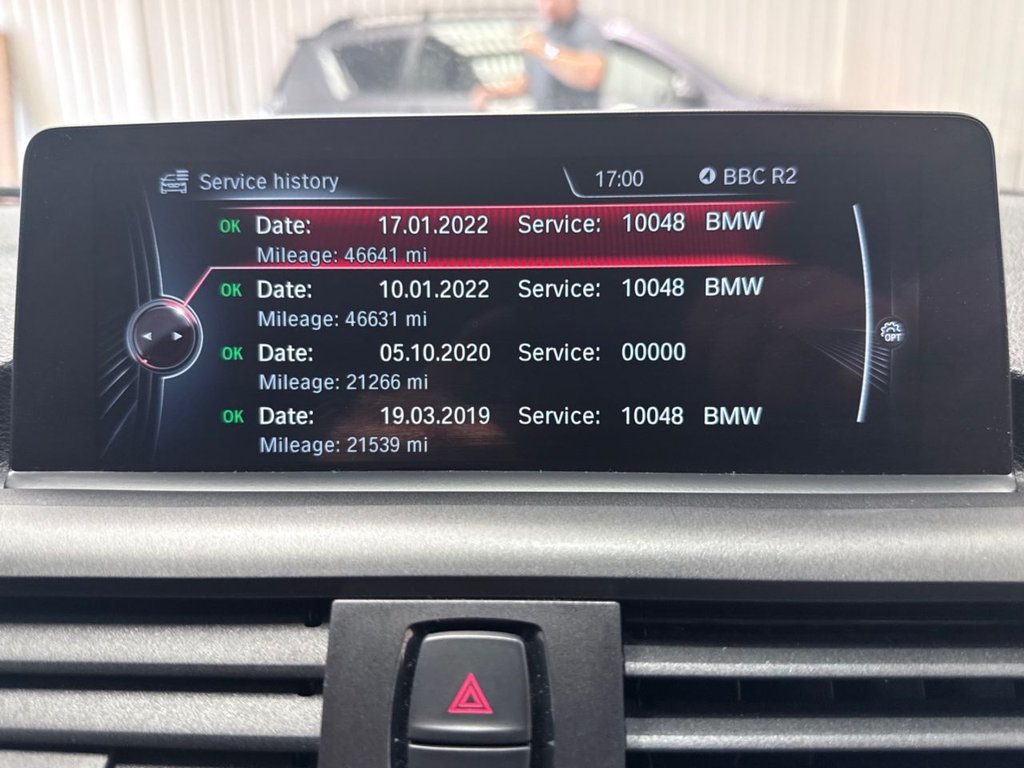 Service history 17:00 BBC R2
OK Date: 17.01.2022 Service: 10048 BMW
Mileage: 46641 mi
OK Date: 10.01.2022 Service: 10048 BMW
Mileage: 46631 mi
OK Date: 05.10.2020 Service: 00000
Mileage: 21266 mi
OPT
OK Date: 19.03.2019 Service: 10048 BMW
Mileage: 21539 mi